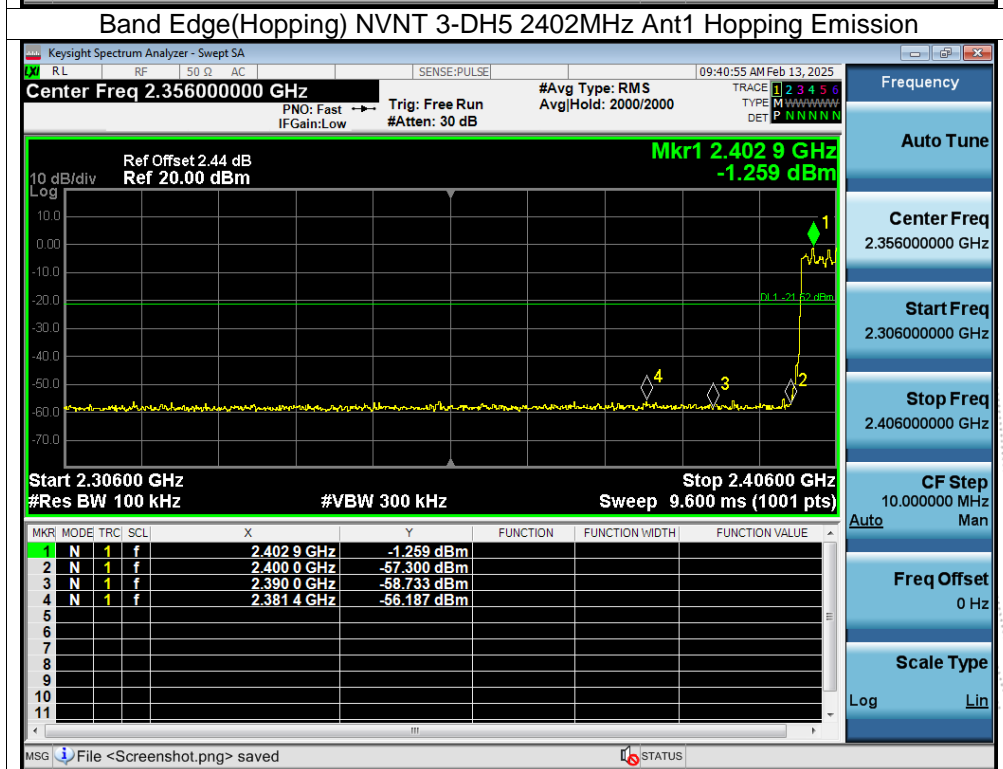 Band Edge(Hopping) NVNT 3-DH5 2402MHz Ant1 Hopping Emission
Keysight Spectrum Analyzer - Swept SA
LXI RL RF 50 Ω AC SENSE:PULSE 09:40:55 AM Feb 13, 2025
Center Freq 2.356000000 GHz
PNO: Fast
IFGain:Low
Trig: Free Run
#Atten: 30 dB
#Avg Type: RMS
Avg|Hold: 2000/2000
TRACE 1 2 3 4 5 6
TYPE M WWWWW
DET P N N N N N
Mkr1 2.402 9 GHz
-1.259 dBm
Ref Offset 2.44 dB
10 dB/div Ref 20.00 dBm
Log
10.0
0.00
-10.0
-20.0
-30.0
-40.0
-50.0
-60.0
-70.0
1
DL1 -21.52 dBm
4
3
2
Start 2.30600 GHz Stop 2.40600 GHz
#Res BW 100 kHz #VBW 300 kHz Sweep 9.600 ms (1001 pts)
MKR MODE TRC SCL X Y FUNCTION FUNCTION WIDTH FUNCTION VALUE
1 N 1 f 2.402 9 GHz -1.259 dBm
2 N 1 f 2.400 0 GHz -57.300 dBm
3 N 1 f 2.390 0 GHz -58.733 dBm
4 N 1 f 2.381 4 GHz -56.187 dBm
5
6
7
8
9
10
11
MSG File <Screenshot.png> saved STATUS
Frequency
Auto Tune
Center Freq
2.356000000 GHz
Start Freq
2.306000000 GHz
Stop Freq
2.406000000 GHz
CF Step
10.000000 MHz
Auto Man
Freq Offset
0 Hz
Scale Type
Log Lin